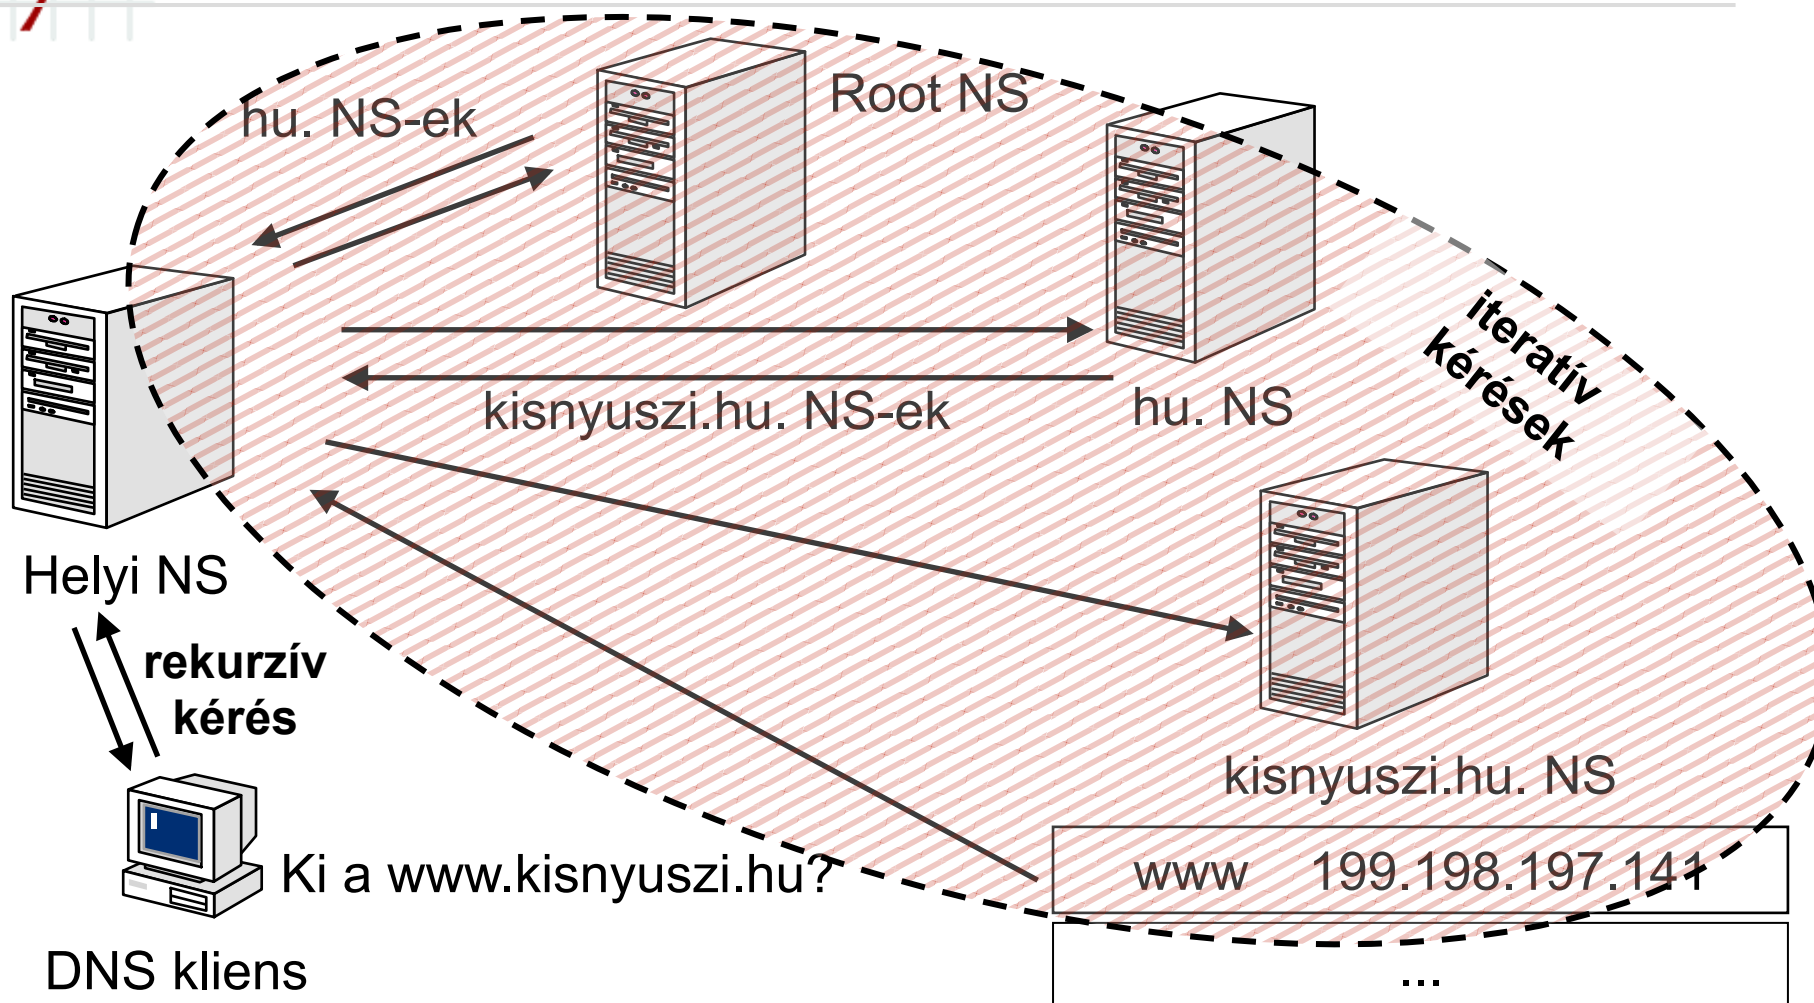 Root NS
hu. NS-ek
iteratív
kérések
kisnyuszi.hu. NS-ek
hu. NS
Helyi NS
rekurzív
kérés
kisnyuszi.hu. NS
Ki a www.kisnyuszi.hu?
www 199.198.197.141
DNS kliens
...